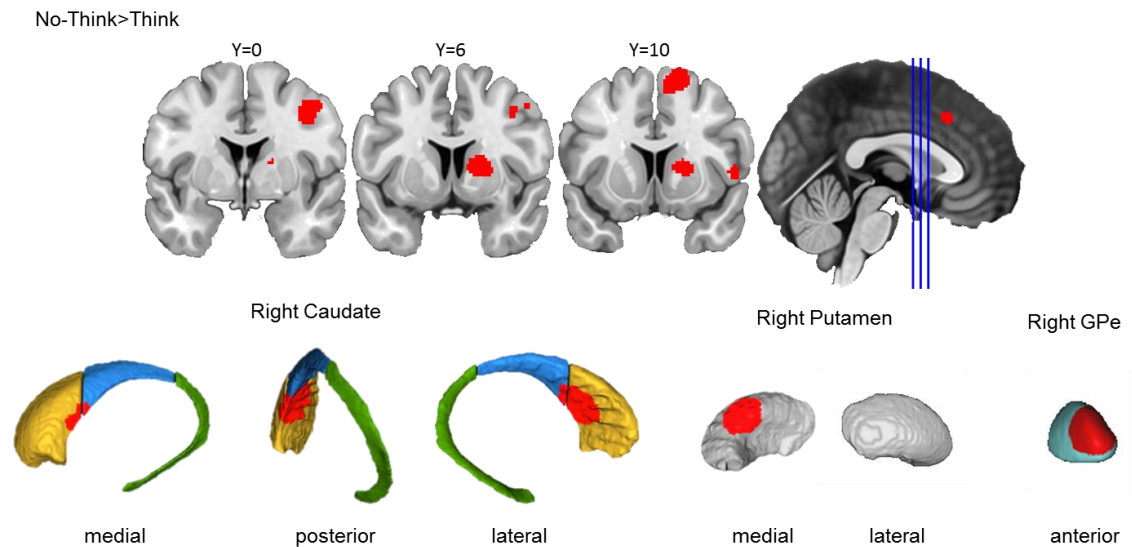 No-Think>Think
Y=0
Y=6
Y=10
Right Caudate
Right Putamen
Right GPe
medial
posterior
lateral
medial
lateral
anterior